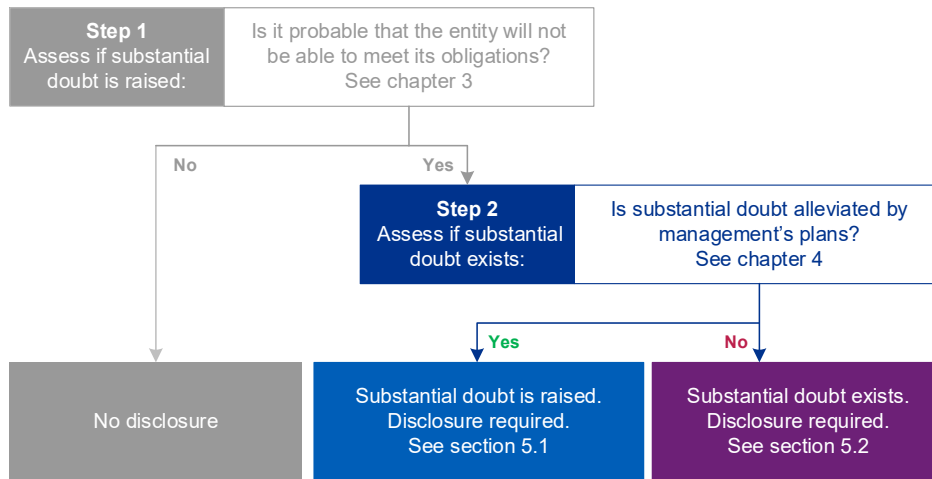 Step 1
Assess if substantial
doubt is raised:
Is it probable that the entity will not
be able to meet its obligations?
See chapter 3
No
Yes
Step 2
Assess if substantial
doubt exists:
Is substantial doubt alleviated by
management’s plans?
See chapter 4
Yes
No
No disclosure
Substantial doubt is raised.
Disclosure required.
See section 5.1
Substantial doubt exists.
Disclosure required.
See section 5.2